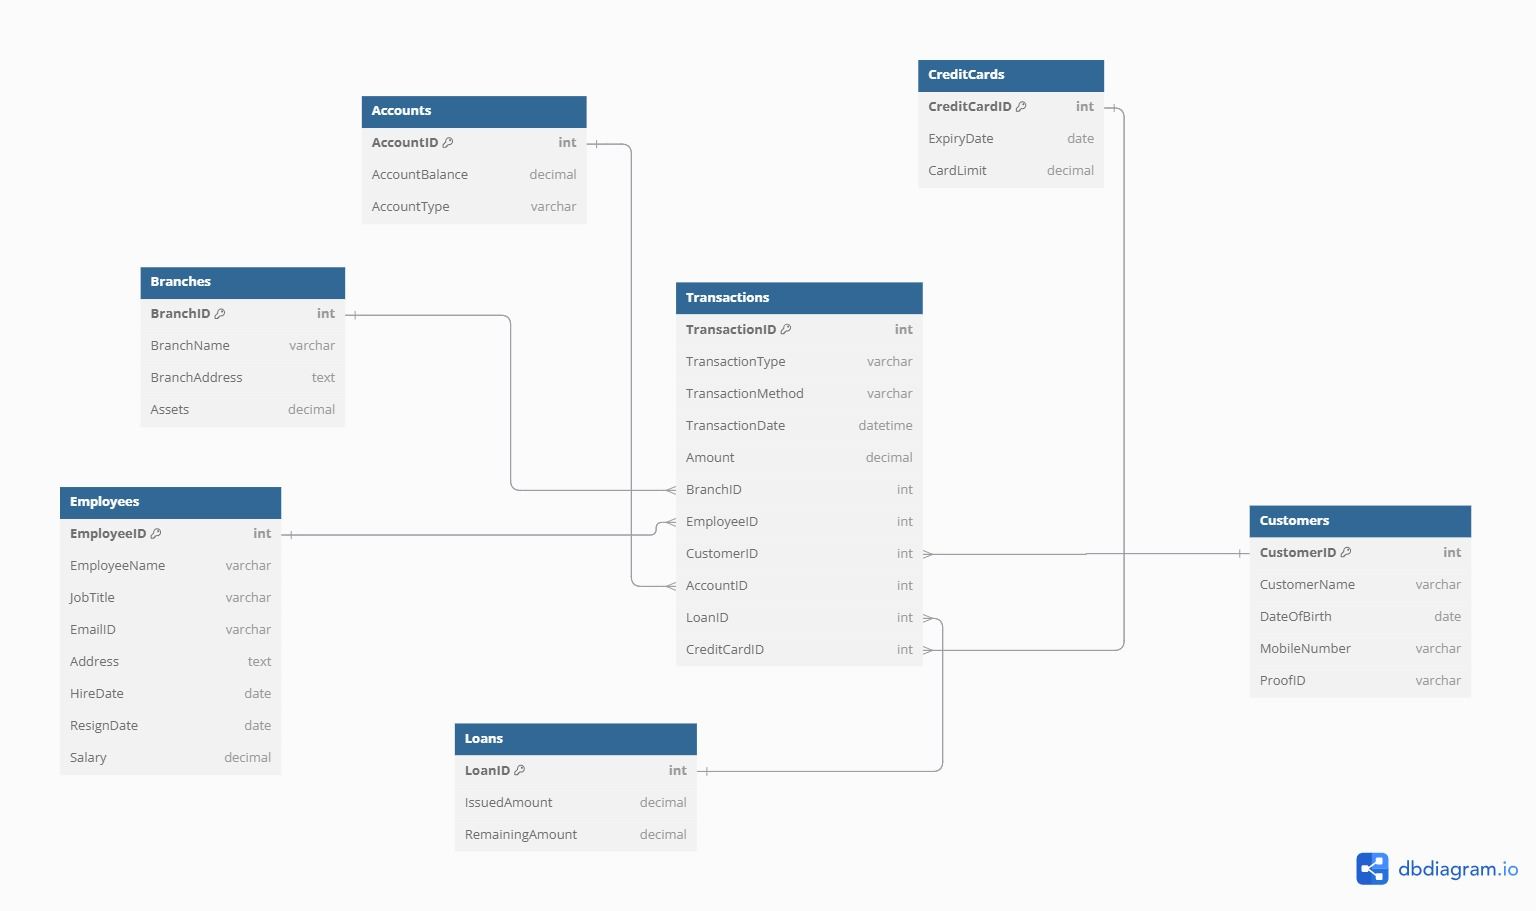 CreditCards
CreditCardID int
ExpiryDate date
CardLimit decimal
Accounts
AccountID int
AccountBalance decimal
AccountType varchar
Branches
BranchID int
BranchName varchar
BranchAddress text
Assets decimal
Transactions
TransactionID int
TransactionType varchar
TransactionMethod varchar
TransactionDate datetime
Amount decimal
BranchID int
EmployeeID int
CustomerID int
AccountID int
LoanID int
CreditCardID int
Employees
EmployeeID int
EmployeeName varchar
JobTitle varchar
EmailID varchar
Address text
HireDate date
ResignDate date
Salary decimal
Customers
CustomerID int
CustomerName varchar
DateOfBirth date
MobileNumber varchar
ProofID varchar
Loans
LoanID int
IssuedAmount decimal
RemainingAmount decimal
dbdiagram.io